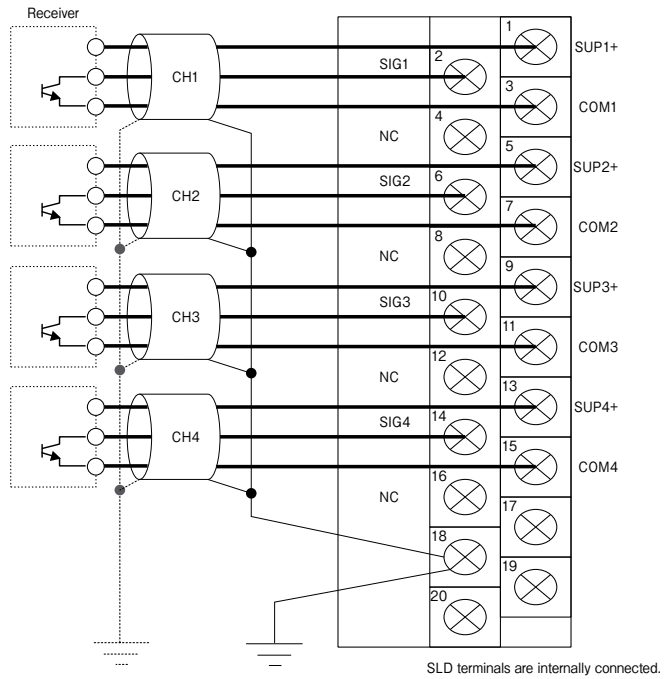 Receiver
1
SUP1+
SIG1
2
CH1
3
COM1
NC
4
5
SUP2+
SIG2
6
CH2
7
COM2
NC
8
9
SUP3+
SIG3
10
CH3
11
COM3
NC
12
13
SUP4+
SIG4
14
CH4
15
COM4
NC
16
17
18
19
20
SLD terminals are internally connected.